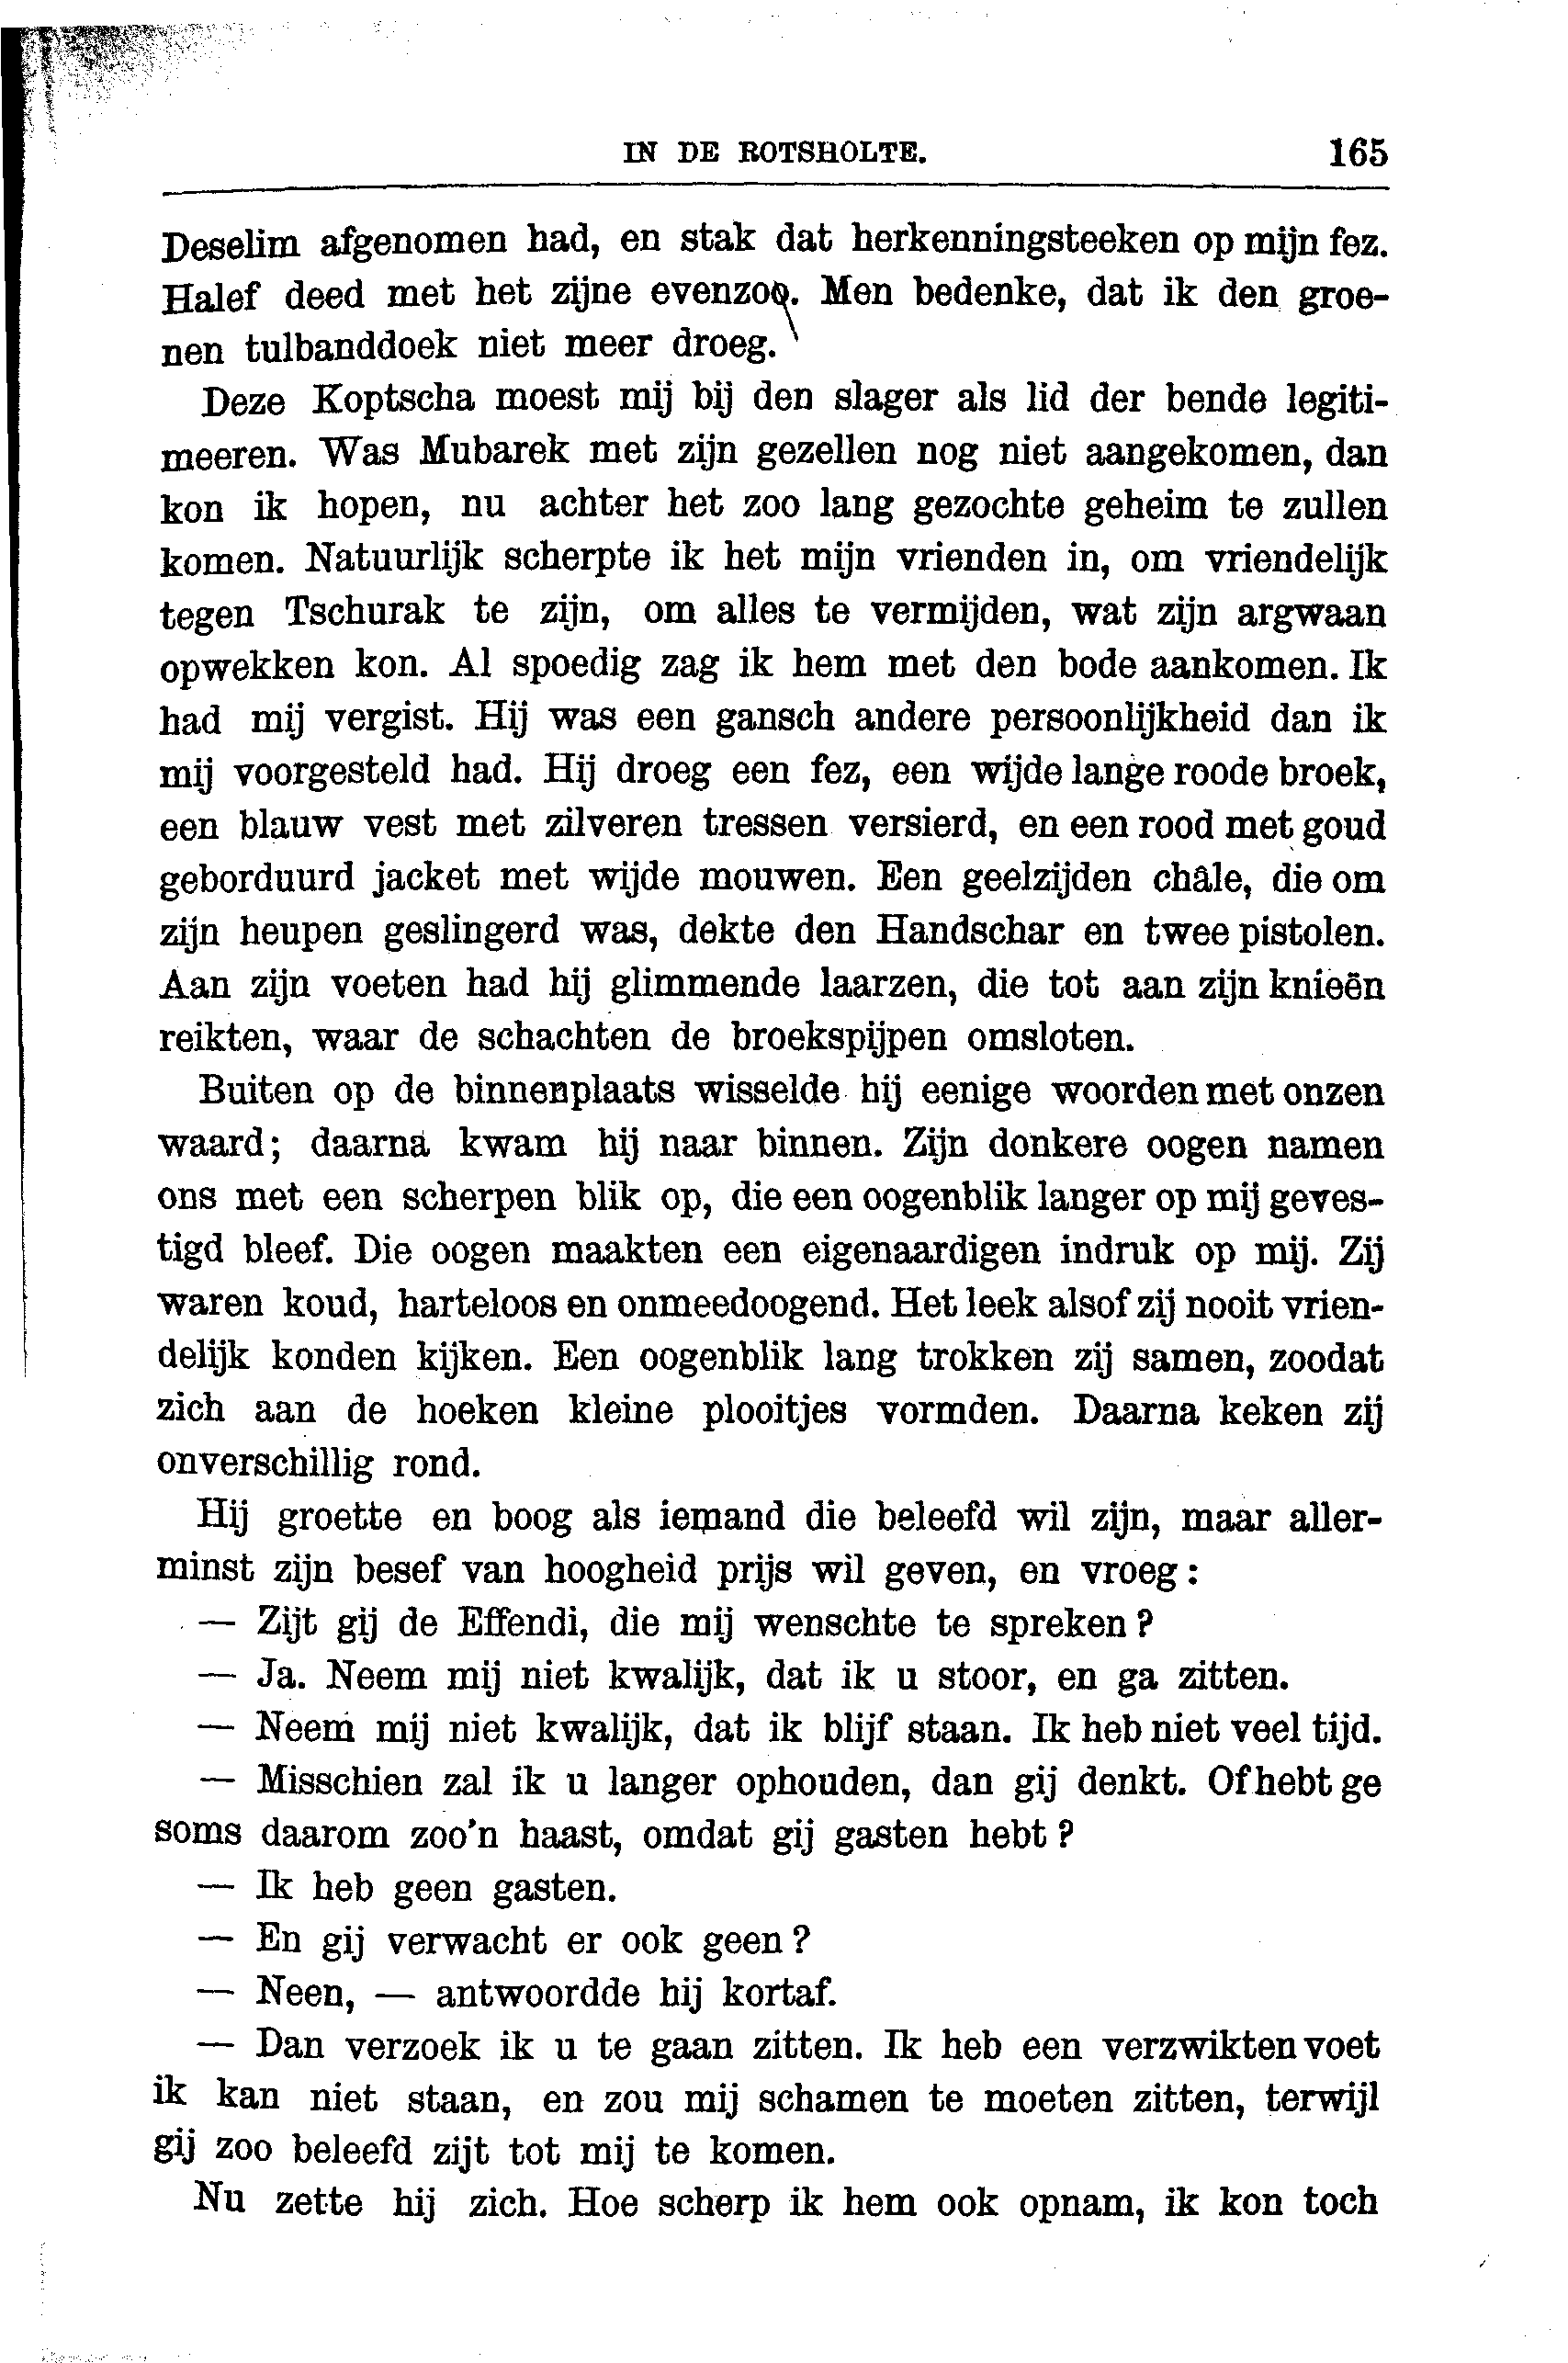 IN DE ROTSHOLTE. 165
Deselim afgenomen had, en stak dat herkenningsteeken op mijn fez.
Halef deed met het zijne evenzoo. Men bedenke, dat ik den groe-
nen tulbanddoek niet meer droeg.
Deze Koptscha moest mij bij den slager als lid der bende legiti-
meeren. Was Mubarek met zijn gezellen nog niet aangekomen, dan
kon ik hopen, nu achter het zoo lang gezochte geheim te zullen
komen. Natuurlijk scherpte ik het mijn vrienden in, om vriendelijk
tegen Tschurak te zijn, om alles te vermijden, wat zijn argwaan
opwekken kon. Al spoedig zag ik hem met den bode aankomen. Ik
had mij vergist. Hij was een gansch andere persoonlijkheid dan ik
mij voorgesteld had. Hij droeg een fez, een wijde lange roode broek,
een blauw vest met zilveren tressen versierd, en een rood met goud
geborduurd jacket met wijde mouwen. Een geelzijden châle, die om
zijn heupen geslingerd was, dekte den Handschar en twee pistolen.
Aan zijn voeten had hij glimmende laarzen, die tot aan zijn knieën
reikten, waar de schachten de broekspijpen omsloten.
Buiten op de binnenplaats wisselde hij eenige woorden met onzen
waard; daarna kwam hij naar binnen. Zijn donkere oogen namen
ons met een scherpen blik op, die een oogenblik langer op mij geves-
tigd bleef. Die oogen maakten een eigenaardigen indruk op mij. Zij
waren koud, harteloos en onmeedoogend. Het leek alsof zij nooit vrien-
delijk konden kijken. Een oogenblik lang trokken zij samen, zoodat
zich aan de hoeken kleine plooitjes vormden. Daarna keken zij
onverschillig rond.
Hij groette en boog als iemand die beleefd wil zijn, maar aller-
minst zijn besef van hoogheid prijs wil geven, en vroeg:
— Zijt gij de Effendi, die mij wenschte te spreken?
— Ja. Neem mij niet kwalijk, dat ik u stoor, en ga zitten.
— Neem mij niet kwalijk, dat ik blijf staan. Ik heb niet veel tijd.
— Misschien zal ik u langer ophouden, dan gij denkt. Of hebt ge
soms daarom zoo'n haast, omdat gij gasten hebt?
— Ik heb geen gasten.
— En gij verwacht er ook geen?
— Neen, — antwoordde hij kortaf.
— Dan verzoek ik u te gaan zitten. Ik heb een verzwikten voet
ik kan niet staan, en zou mij schamen te moeten zitten, terwijl
gij zoo beleefd zijt tot mij te komen.
Nu zette hij zich. Hoe scherp ik hem ook opnam, ik kon toch